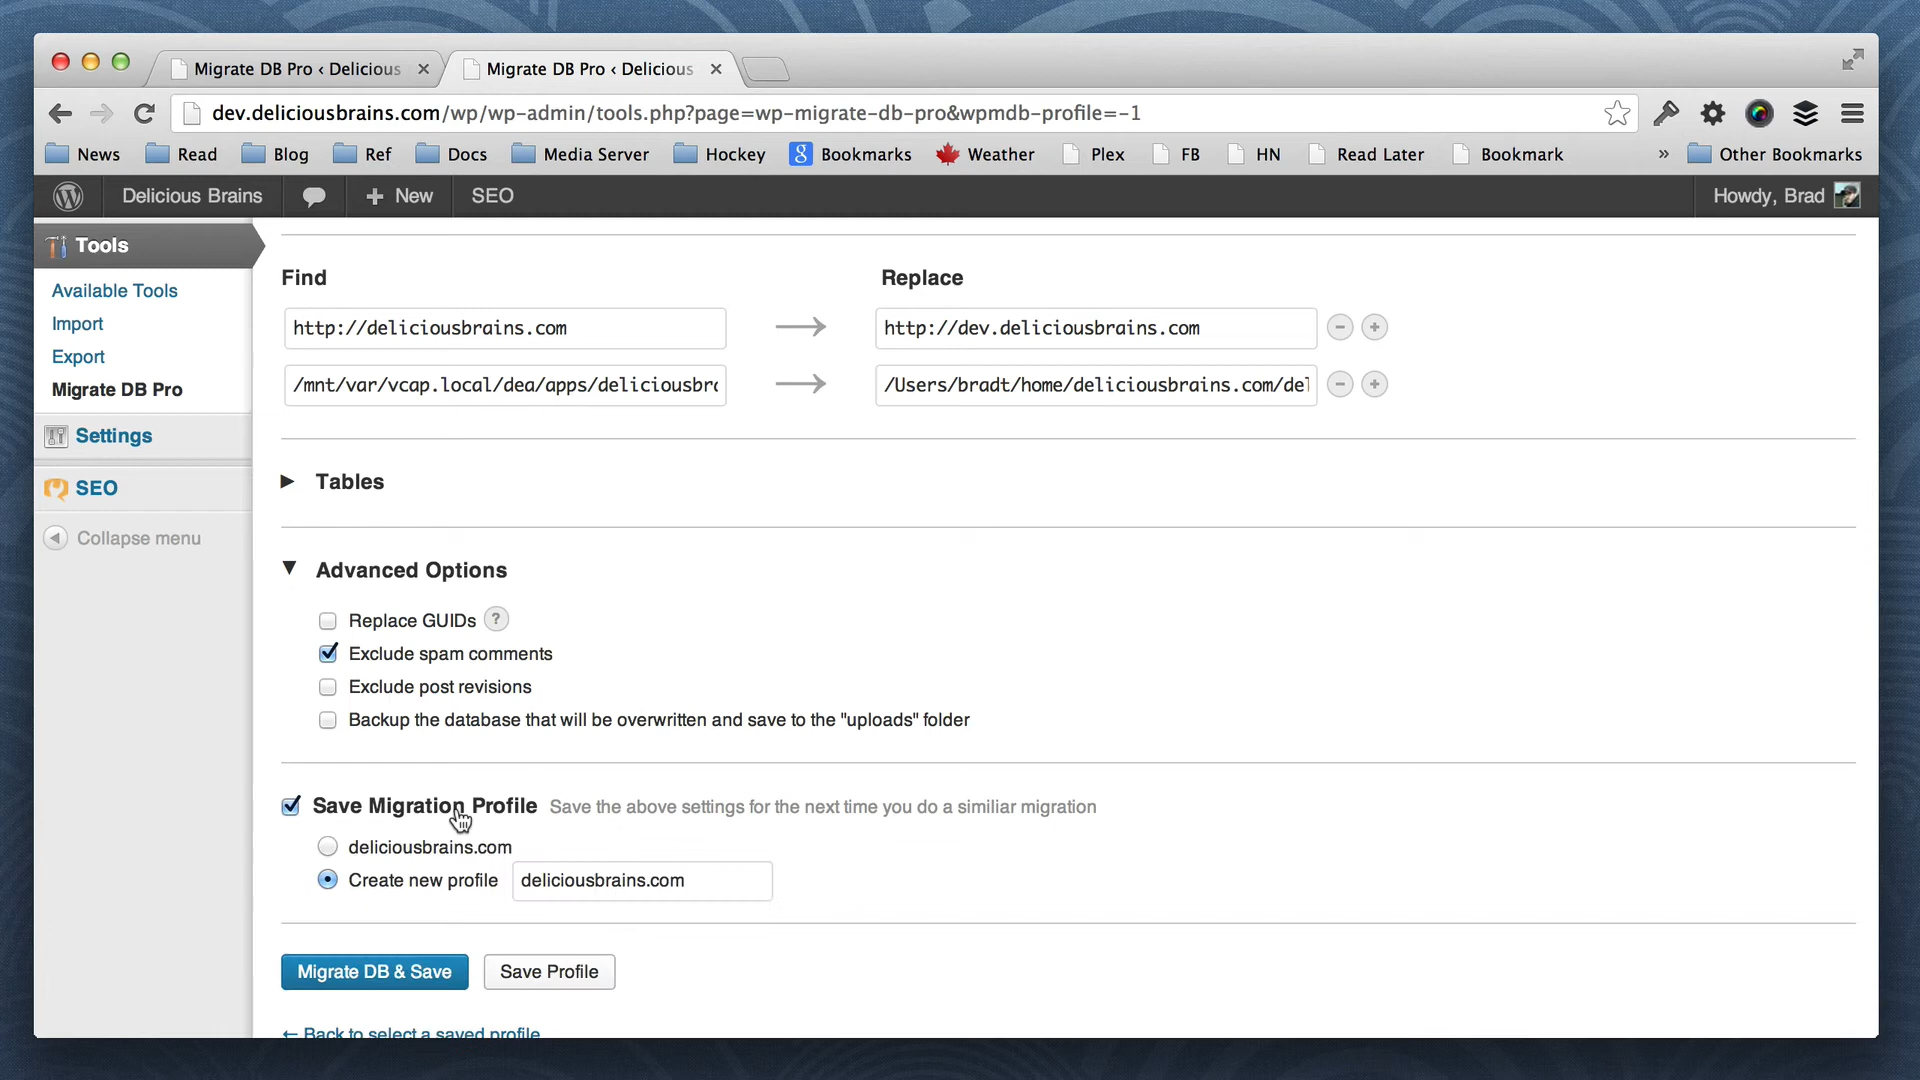 Migrate DB Pro ‹ Delicious
Migrate DB Pro ‹ Delicious
dev.deliciousbrains.com/wp/wp-admin/tools.php?page=wp-migrate-db-pro&wpmdb-profile=-1
News Read Blog Ref Docs Media Server Hockey Bookmarks Weather Plex FB HN Read Later Bookmark » Other Bookmarks
Delicious Brains + New SEO Howdy, Brad
Tools
Available Tools
Import
Export
Migrate DB Pro
Settings
SEO
Collapse menu
Find Replace
http://deliciousbrains.com → http://dev.deliciousbrains.com
/mnt/var/vcap.local/dea/apps/deliciousbr → /Users/bradt/home/deliciousbrains.com/del
Tables
Advanced Options
Replace GUIDs ?
Exclude spam comments
Exclude post revisions
Backup the database that will be overwritten and save to the "uploads" folder
Save Migration Profile Save the above settings for the next time you do a similiar migration
deliciousbrains.com
Create new profile deliciousbrains.com
Migrate DB & Save Save Profile
← Back to select a saved profile